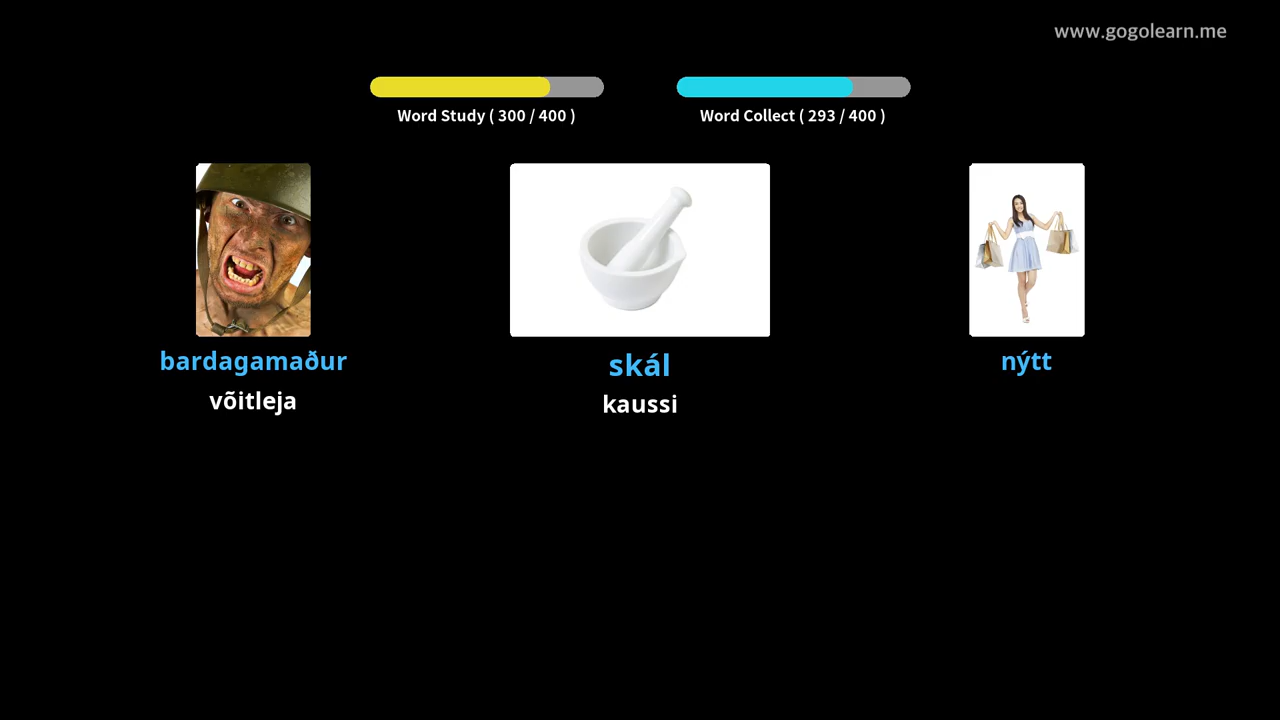 www.gogolearn.me
Word Study ( 300 / 400 )
Word Collect ( 293 / 400 )
bardagamaður
võitleja
skál
kaussi
nýtt